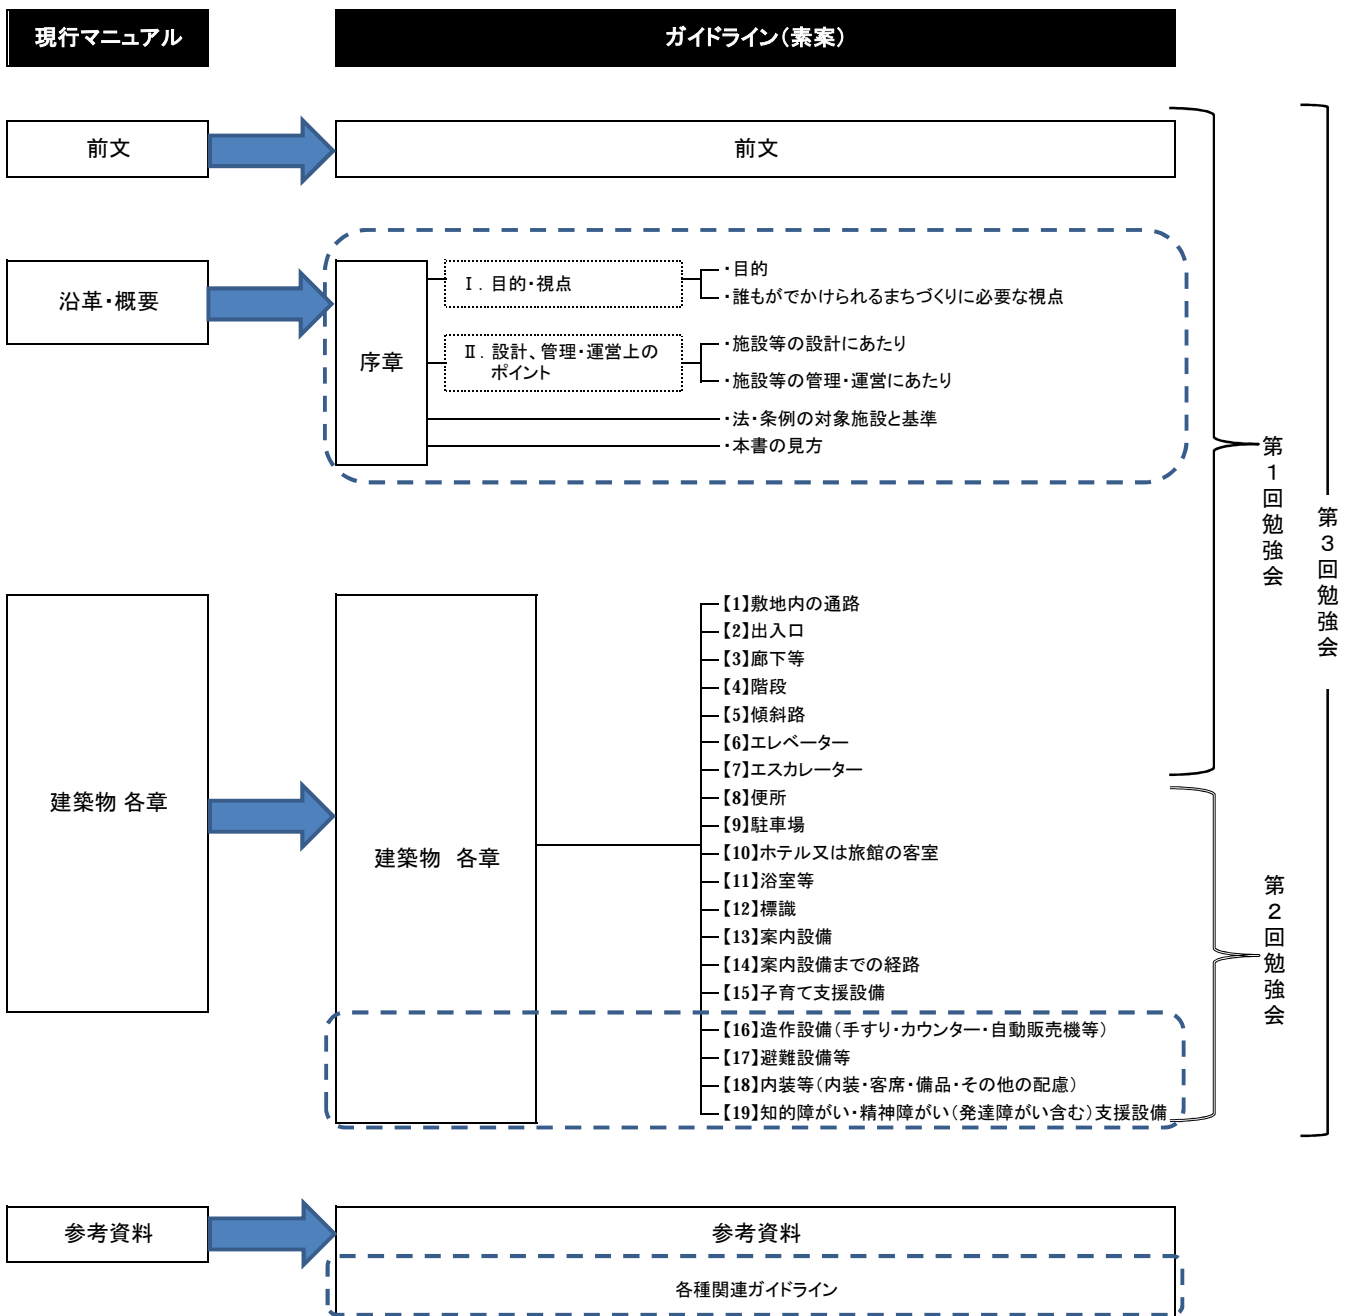 現行マニュアル
ガイドライン（素案）
前文
前文
沿革・概要
序章
Ⅰ．目的・視点
・目的
・誰もがでかけられるまちづくりに必要な視点
Ⅱ．設計、管理・運営上の
ポイント
・施設等の設計にあたり
・施設等の管理・運営にあたり
・法・条例の対象施設と基準
・本書の見方
第１回勉強会
第３回勉強会
建築物 各章
建築物　各章
【1】敷地内の通路
【2】出入口
【3】廊下等
【4】階段
【5】傾斜路
【6】エレベーター
【7】エスカレーター
【8】便所
【9】駐車場
【10】ホテル又は旅館の客室
【11】浴室等
【12】標識
【13】案内設備
【14】案内設備までの経路
【15】子育て支援設備
【16】造作設備（手すり・カウンター・自動販売機等）
【17】避難設備等
【18】内装等（内装・客席・備品・その他の配慮）
【19】知的障がい・精神障がい（発達障がい含む）支援設備
第２回勉強会
参考資料
参考資料
各種関連ガイドライン